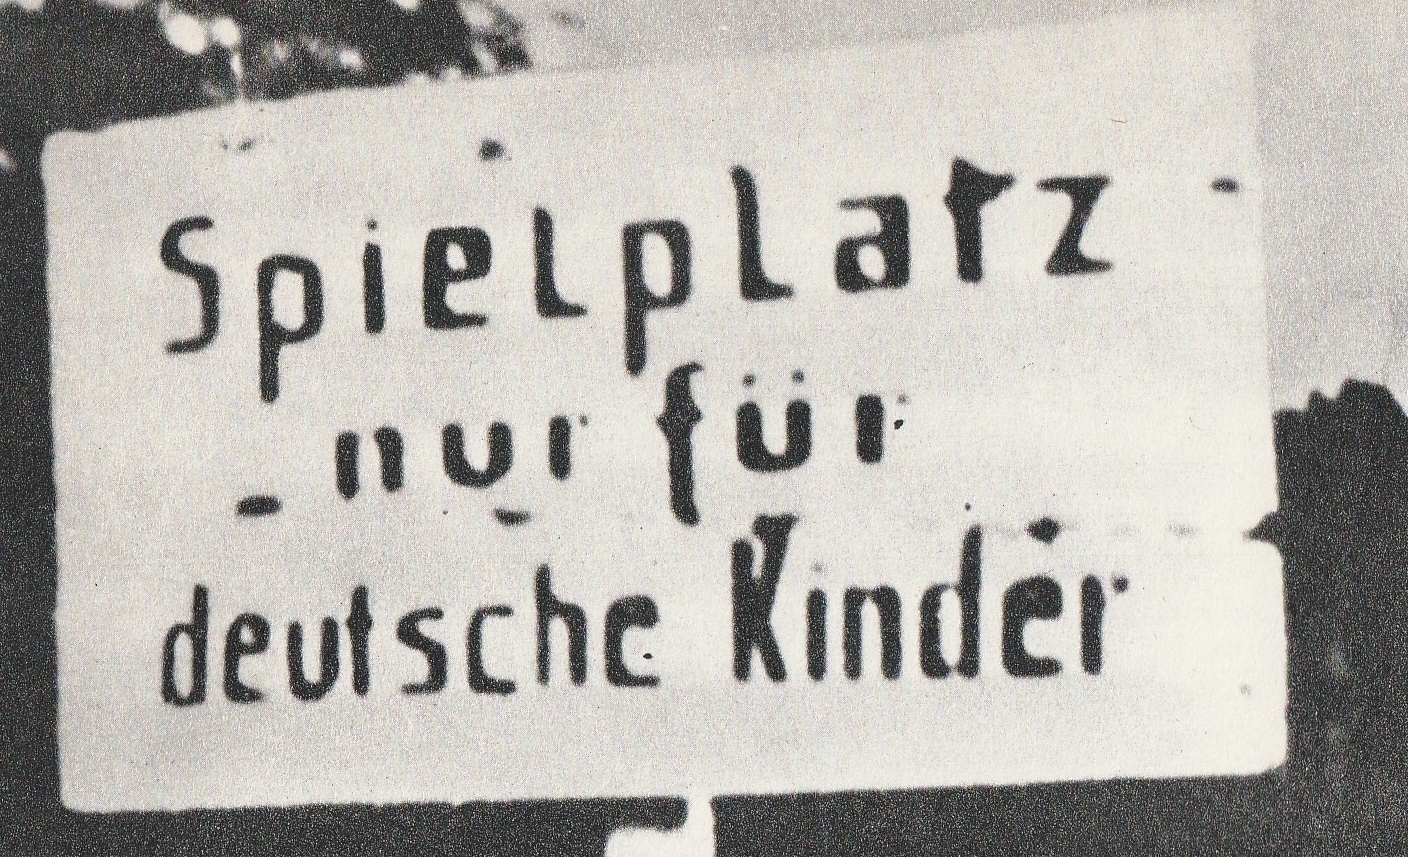 Spielplatz
nur für
deutsche Kinder